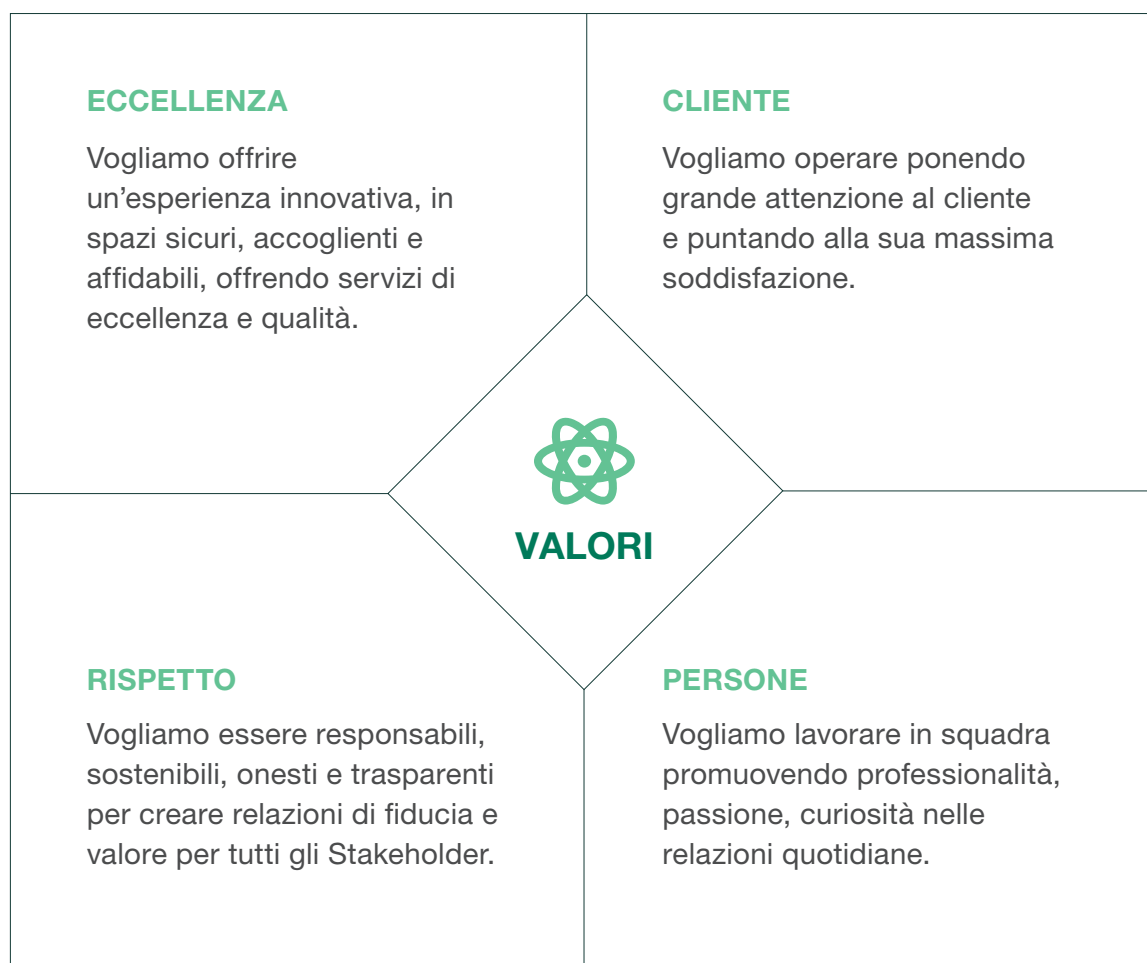 ECCELLENZA
Vogliamo offrire
un’esperienza innovativa, in
spazi sicuri, accoglienti e
affidabili, offrendo servizi di
eccellenza e qualità.
CLIENTE
Vogliamo operare ponendo
grande attenzione al cliente
e puntando alla sua massima
soddisfazione.
VALORI
RISPETTO
Vogliamo essere responsabili,
sostenibili, onesti e trasparenti
per creare relazioni di fiducia e
valore per tutti gli Stakeholder.
PERSONE
Vogliamo lavorare in squadra
promuovendo professionalità,
passione, curiosità nelle
relazioni quotidiane.